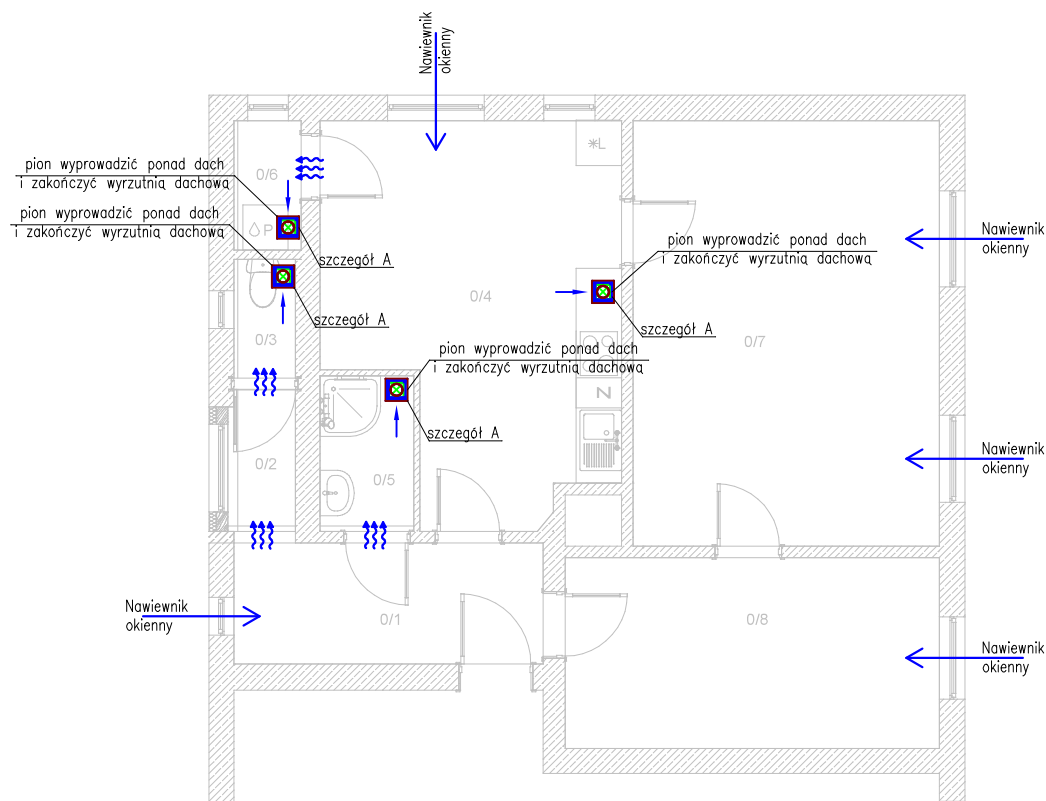 Nawiewnik
okienny
pion wyprowadzić ponad dach
i zakończyć wyrzutnią dachową
0/6
P
szczegół A
pion wyprowadzić ponad dach
i zakończyć wyrzutnią dachową
szczegół A
0/3
L
0/4
pion wyprowadzić ponad dach
i zakończyć wyrzutnią dachową
szczegół A
0/7
Nawiewnik
okienny
pion wyprowadzić ponad dach
i zakończyć wyrzutnią dachową
szczegół A
Z
0/2
0/5
Nawiewnik
okienny
Nawiewnik
okienny
0/1
0/8
Nawiewnik
okienny